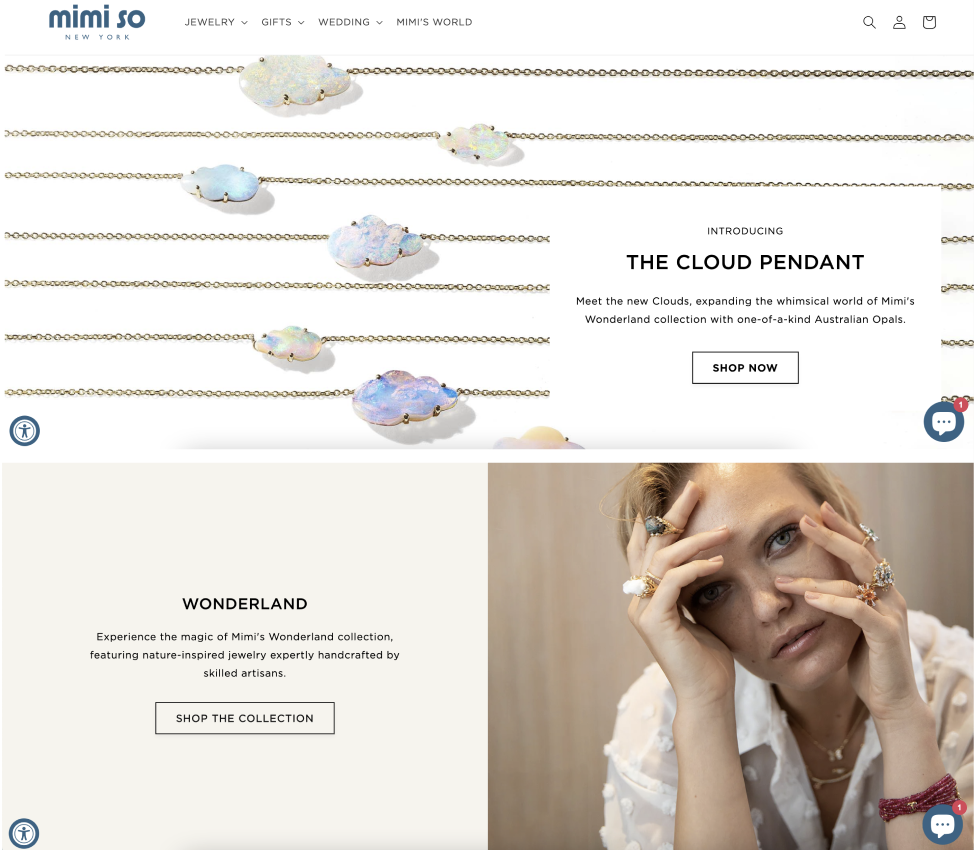 mimi so
NEW YORK
JEWELRY
GIFTS
WEDDING
MIMI'S WORLD
INTRODUCING
THE CLOUD PENDANT
Meet the new Clouds, expanding the whimsical world of Mimi's
Wonderland collection with one-of-a-kind Australian Opals.
SHOP NOW
1
WONDERLAND
Experience the magic of Mimi's Wonderland collection,
featuring nature-inspired jewelry expertly handcrafted by
skilled artisans.
SHOP THE COLLECTION
1